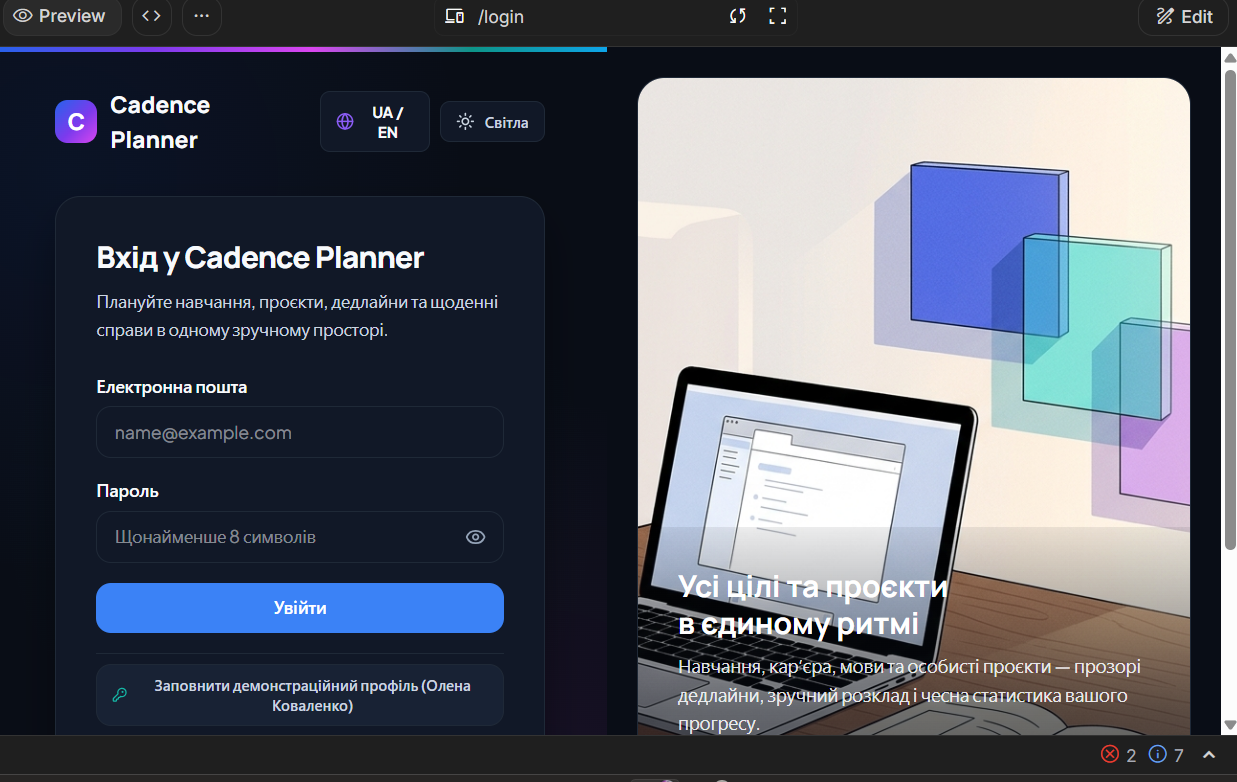 Preview
/login
Edit
C
Cadence
Planner
UA /
EN
Світла
Вхід у Cadence Planner
Плануйте навчання, проєкти, дедлайни та щоденні
справи в одному зручному просторі.
Електронна пошта
name@example.com
Пароль
Щонайменше 8 символів
Увійти
Заповнити демонстраційний профіль (Олена
Коваленко)
Усі цілі та проєкти
в єдиному ритмі
Навчання, кар'єра, мови та особисті проєкти — прозорі
дедлайни, зручний розклад і чесна статистика вашого
прогресу.
2
7